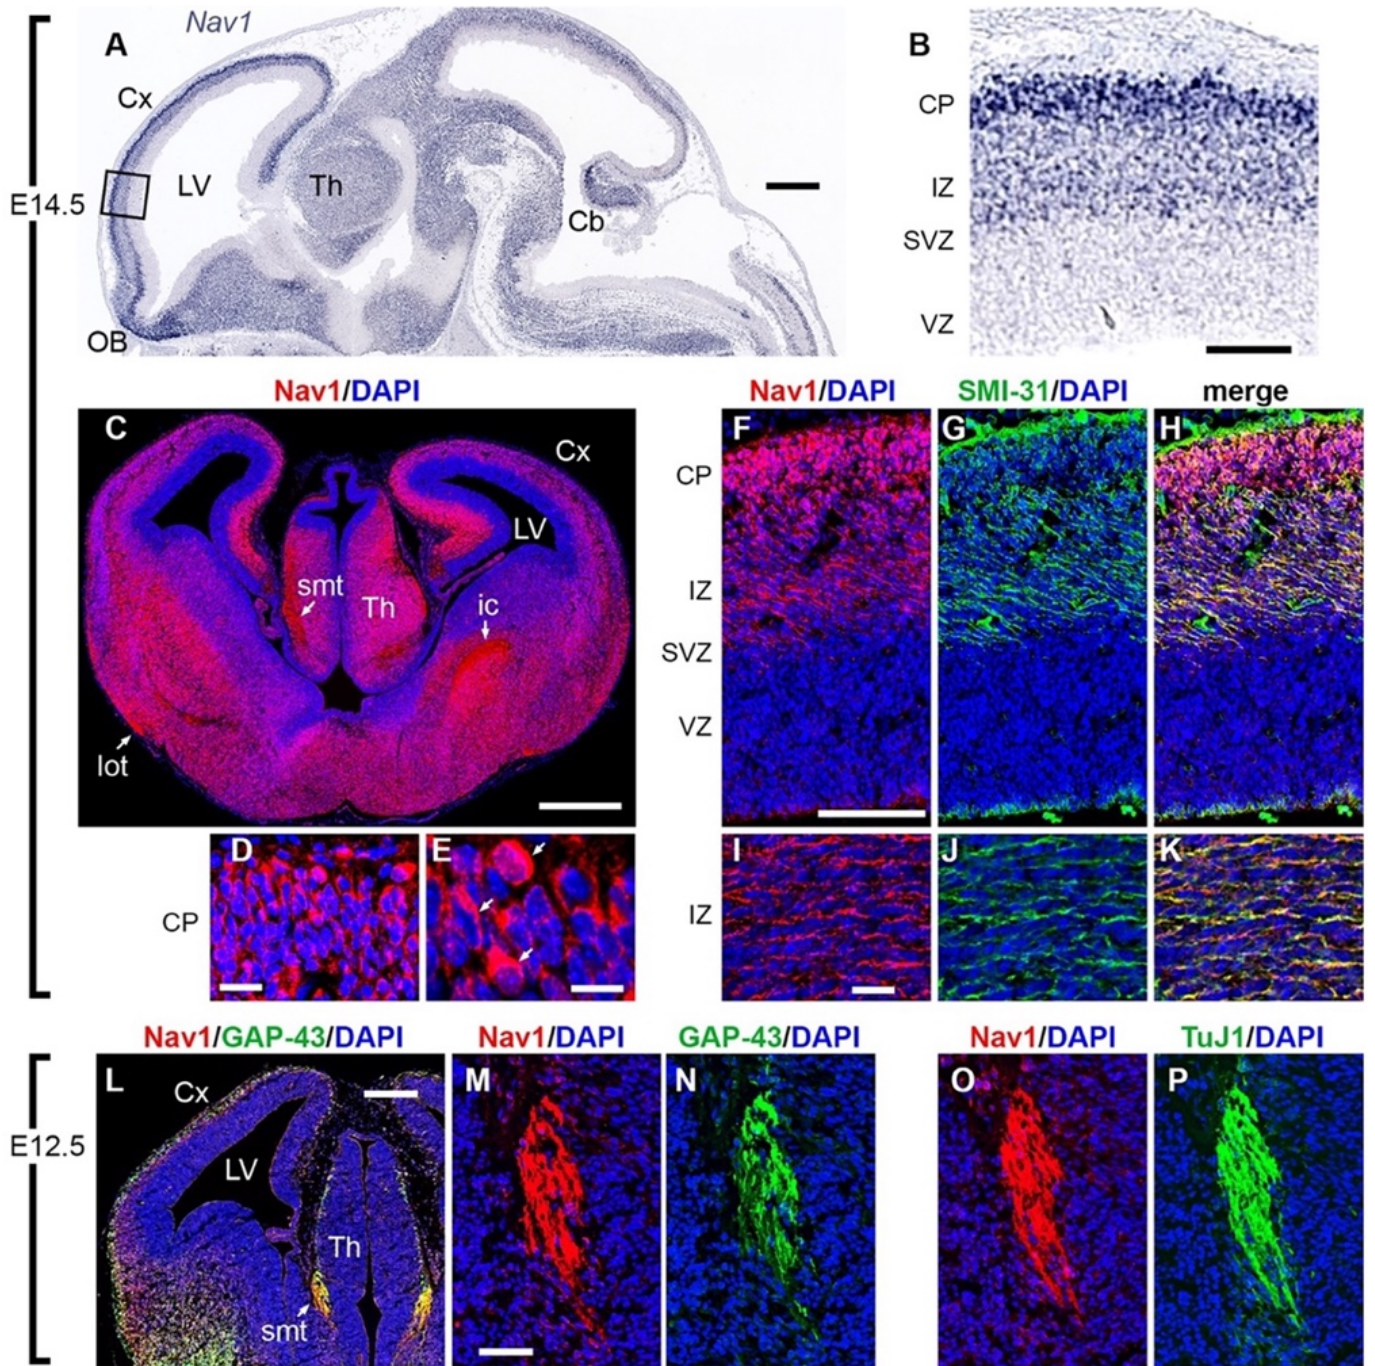 Nav1
A
B
Cx
CP
LV
Th
IZ
E14.5
Cb
SVZ
OB
VZ
Nav1/DAPI
Nav1/DAPI
SMI-31/DAPI
merge
C
F
G
H
Cx
CP
LV
smt
Th
ic
IZ
SVZ
VZ
lot
D
E
I
J
K
CP
IZ
Nav1/GAP-43/DAPI
Nav1/DAPI
GAP-43/DAPI
Nav1/DAPI
TuJ1/DAPI
L
M
N
O
P
Cx
E12.5
LV
Th
smt